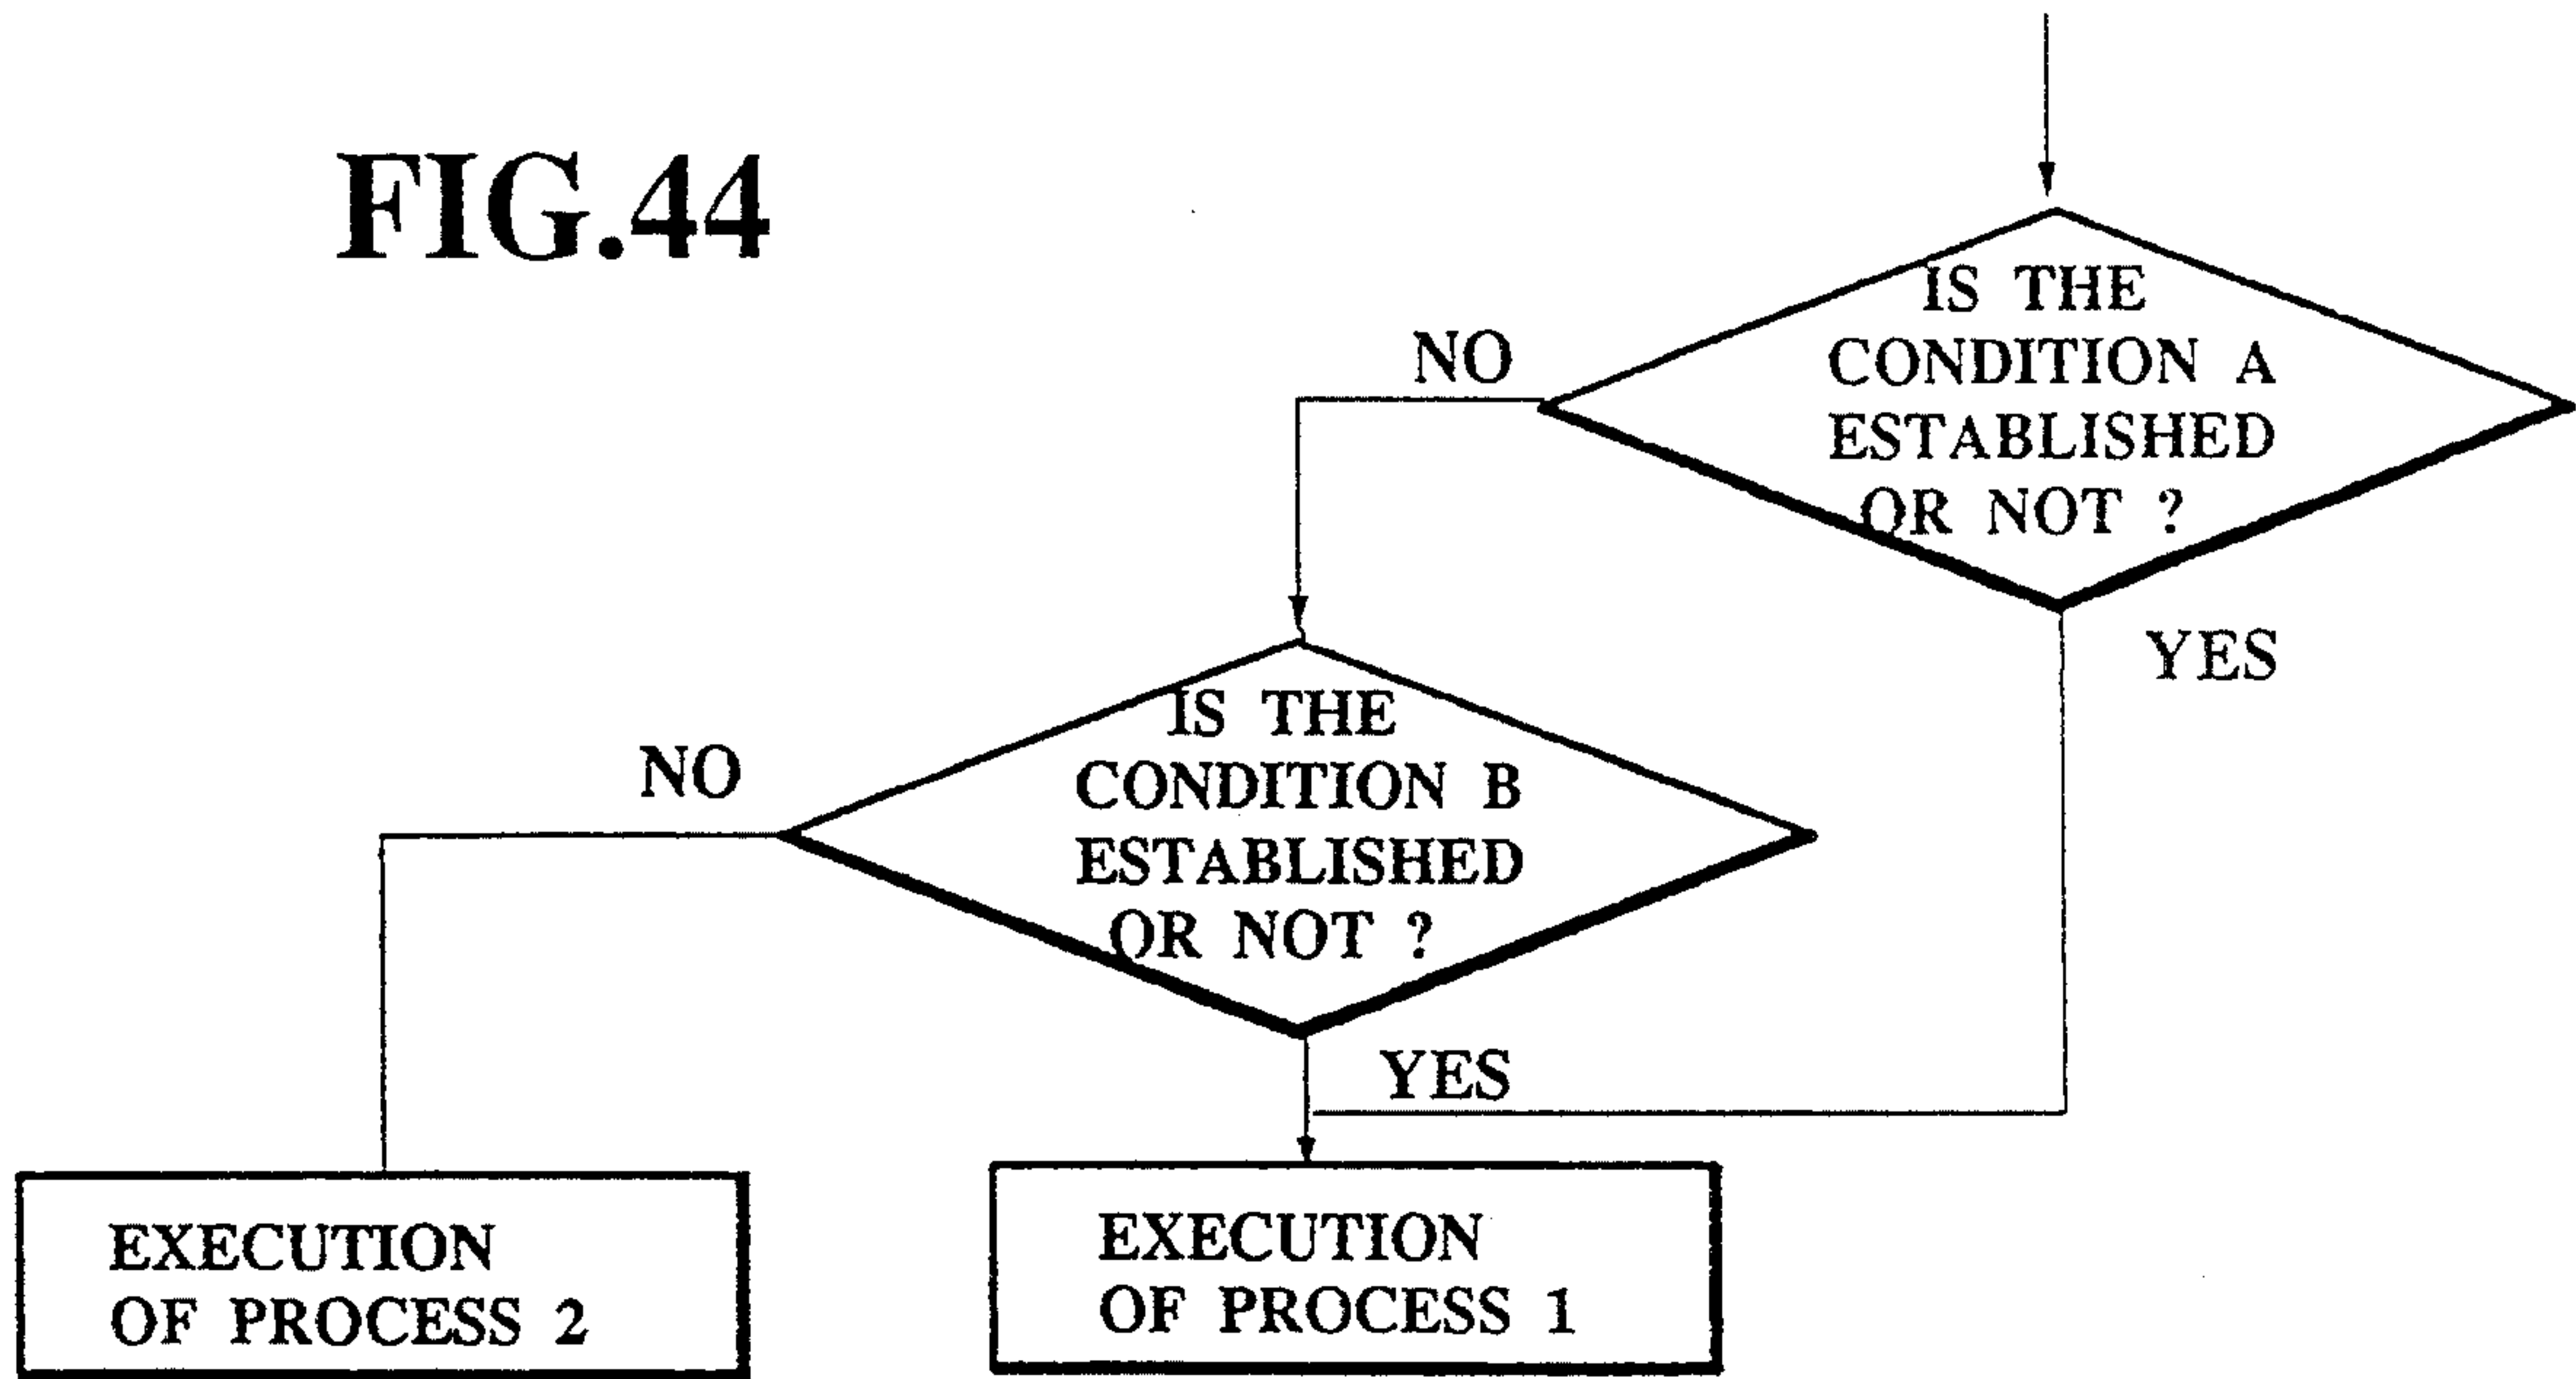 FIG.44
IS THE
CONDITION A
ESTABLISHED
OR NOT ?
NO
YES
IS THE
CONDITION B
ESTABLISHED
OR NOT ?
NO
YES
EXECUTION
OF PROCESS 2
EXECUTION
OF PROCESS 1